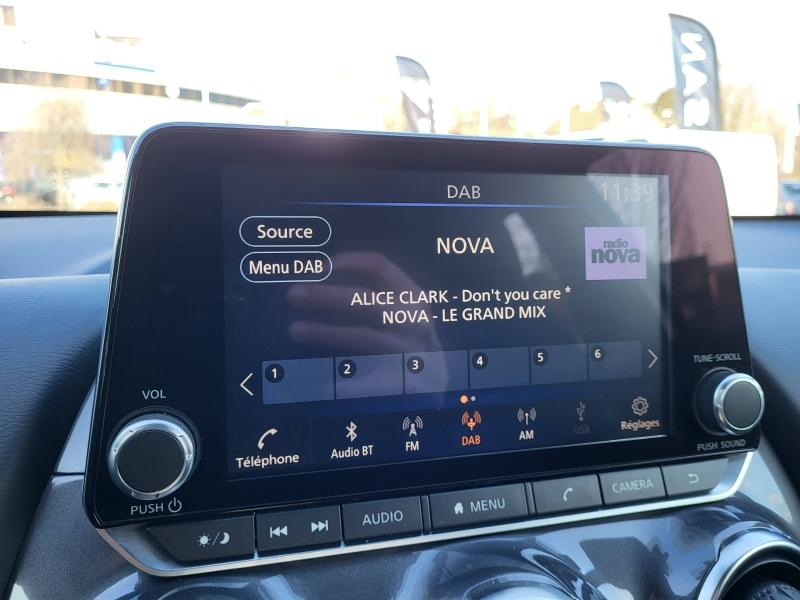 DAB
11:39
Source
NOVA
radio
nova
Menu DAB
ALICE CLARK - Don't you care *
NOVA - LE GRAND MIX
1 2 3 4 5 6
Téléphone
Audio BT
FM
DAB
AM
USB
Réglages
VOL
PUSH
TUNE·SCROLL
PUSH SOUND
AUDIO
MENU
CAMERA